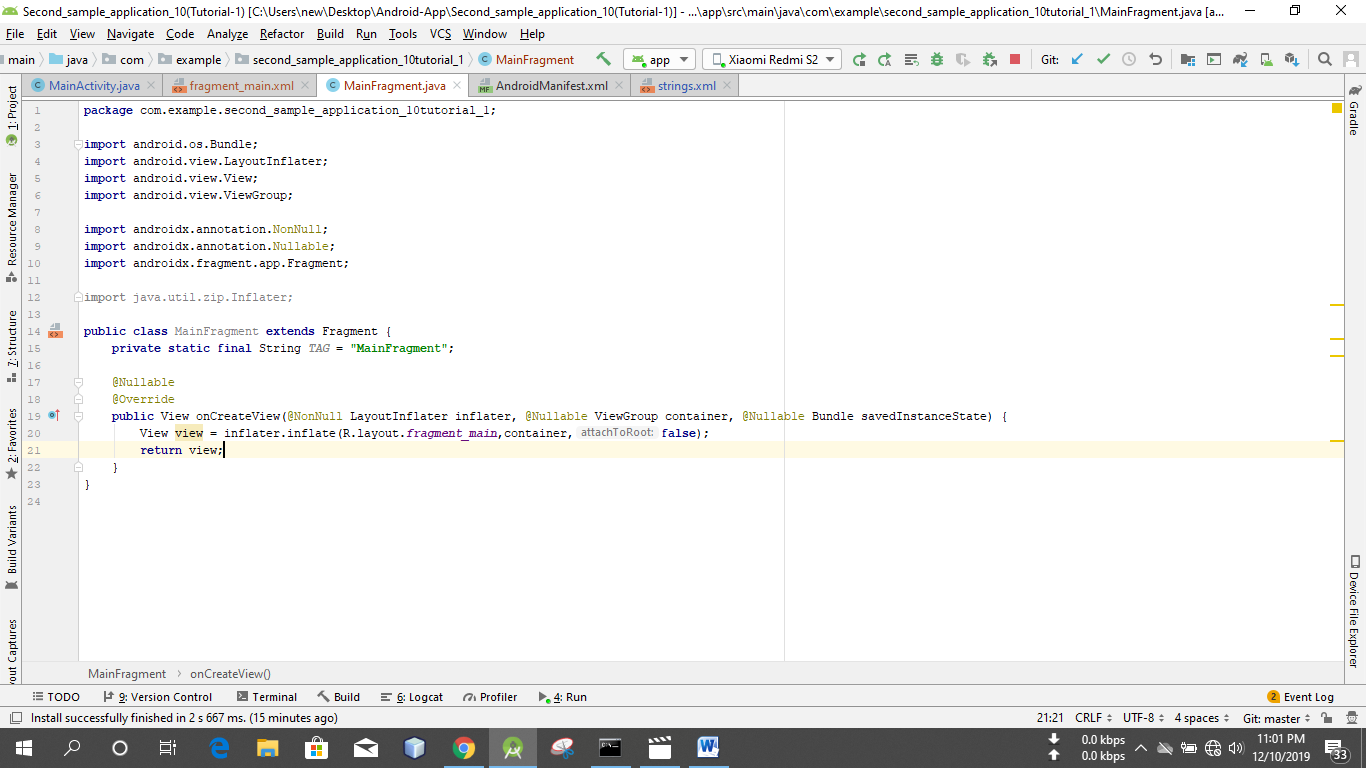 Second_sample_application_10(Tutorial-1) [C:\Users\new\Desktop\Android-App\Second_sample_application_10(Tutorial-1)] - ...\app\src\main\java\com\example\second_sample_application_10tutorial_1\MainFragment.java [a...
File Edit View Navigate Code Analyze Refactor Build Run Tools VCS Window Help
main java com example second_sample_application_10tutorial_1 MainFragment app Xiaomi Redmi S2 Git:
MainActivity.java fragment_main.xml MainFragment.java AndroidManifest.xml strings.xml
1: Project
Resource Manager
7: Structure
2: Favorites
Build Variants
yout Captures
1 package com.example.second_sample_application_10tutorial_1;
2
3 import android.os.Bundle;
4 import android.view.LayoutInflater;
5 import android.view.View;
6 import android.view.ViewGroup;
7
8 import androidx.annotation.NonNull;
9 import androidx.annotation.Nullable;
10 import androidx.fragment.app.Fragment;
11
12 import java.util.zip.Inflater;
13
14 public class MainFragment extends Fragment {
15 private static final String TAG = "MainFragment";
16
17 @Nullable
18 @Override
19 public View onCreateView(@NonNull LayoutInflater inflater, @Nullable ViewGroup container, @Nullable Bundle savedInstanceState) {
20 View view = inflater.inflate(R.layout.fragment_main,container, attachToRoot: false);
21 return view;
22 }
23 }
24
Gradle
Device File Explorer
MainFragment onCreateView()
TODO 9: Version Control Terminal Build 6: Logcat Profiler 4: Run 2 Event Log
Install successfully finished in 2 s 667 ms. (15 minutes ago) 21:21 CRLF UTF-8 4 spaces Git: master
0.0 kbps
0.0 kbps
11:01 PM
12/10/2019
33